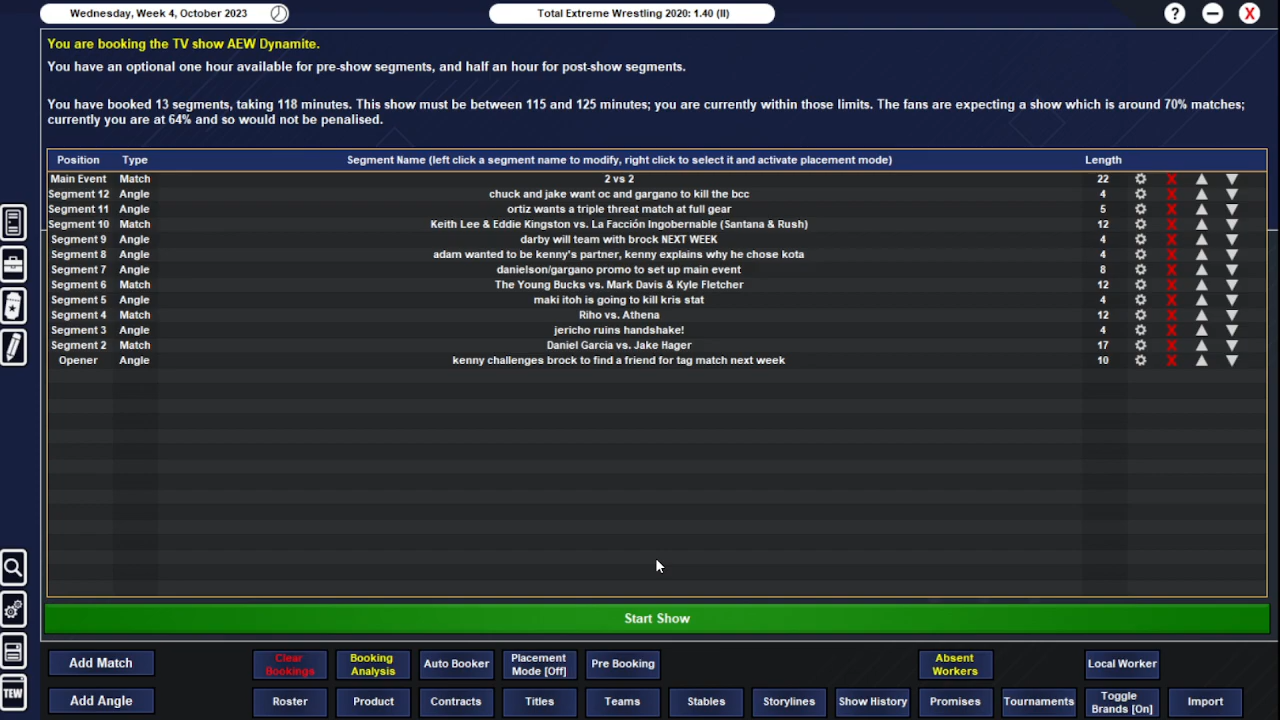 Wednesday, Week 4, October 2023
Total Extreme Wrestling 2020: 1.40 (II)
? X
You are booking the TV show AEW Dynamite.
You have an optional one hour available for pre-show segments, and half an hour for post-show segments.
You have booked 13 segments, taking 118 minutes. This show must be between 115 and 125 minutes; you are currently within those limits. The fans are expecting a show which is around 70% matches;
currently you are at 64% and so would not be penalised.
Position Type Segment Name (left click a segment name to modify, right click to select it and activate placement mode) Length
Main Event Match 2 vs 2 22 X
Segment 12 Angle chuck and jake want oc and gargano to kill the bcc 4 X
Segment 11 Angle ortiz wants a triple threat match at full gear 5 X
Segment 10 Match Keith Lee & Eddie Kingston vs. La Facción Ingobernable (Santana & Rush) 12 X
Segment 9 Angle darby will team with brock NEXT WEEK 4 X
Segment 8 Angle adam wanted to be kenny's partner, kenny explains why he chose kota 4 X
Segment 7 Angle danielson/gargano promo to set up main event 8 X
Segment 6 Match The Young Bucks vs. Mark Davis & Kyle Fletcher 12 X
Segment 5 Angle maki itoh is going to kill kris stat 4 X
Segment 4 Match Riho vs. Athena 12 X
Segment 3 Angle jericho ruins handshake! 4 X
Segment 2 Match Daniel Garcia vs. Jake Hager 17 X
Opener Angle kenny challenges brock to find a friend for tag match next week 10 X
Start Show
TEW
Add Match Clear Bookings Booking Analysis Auto Booker Placement Mode [Off] Pre Booking Absent Workers Local Worker
Add Angle Roster Product Contracts Titles Teams Stables Storylines Show History Promises Tournaments Toggle Brands [On] Import